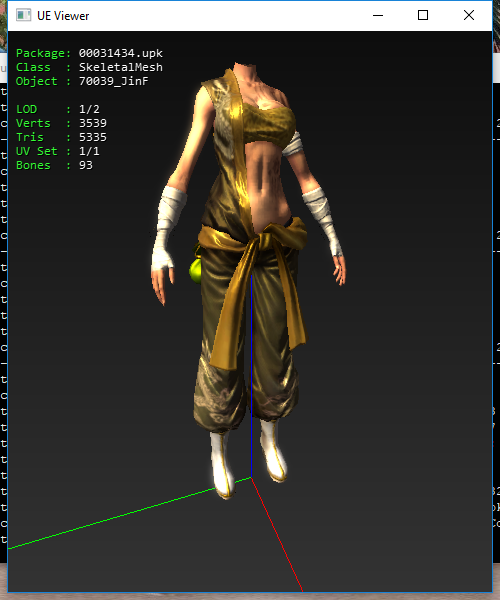 UE Viewer
Package: 00031434.upk
Class : SkeletalMesh
Object : 70039_JinF
LOD : 1/2
Verts : 3539
Tris : 5335
UV Set : 1/1
Bones : 93